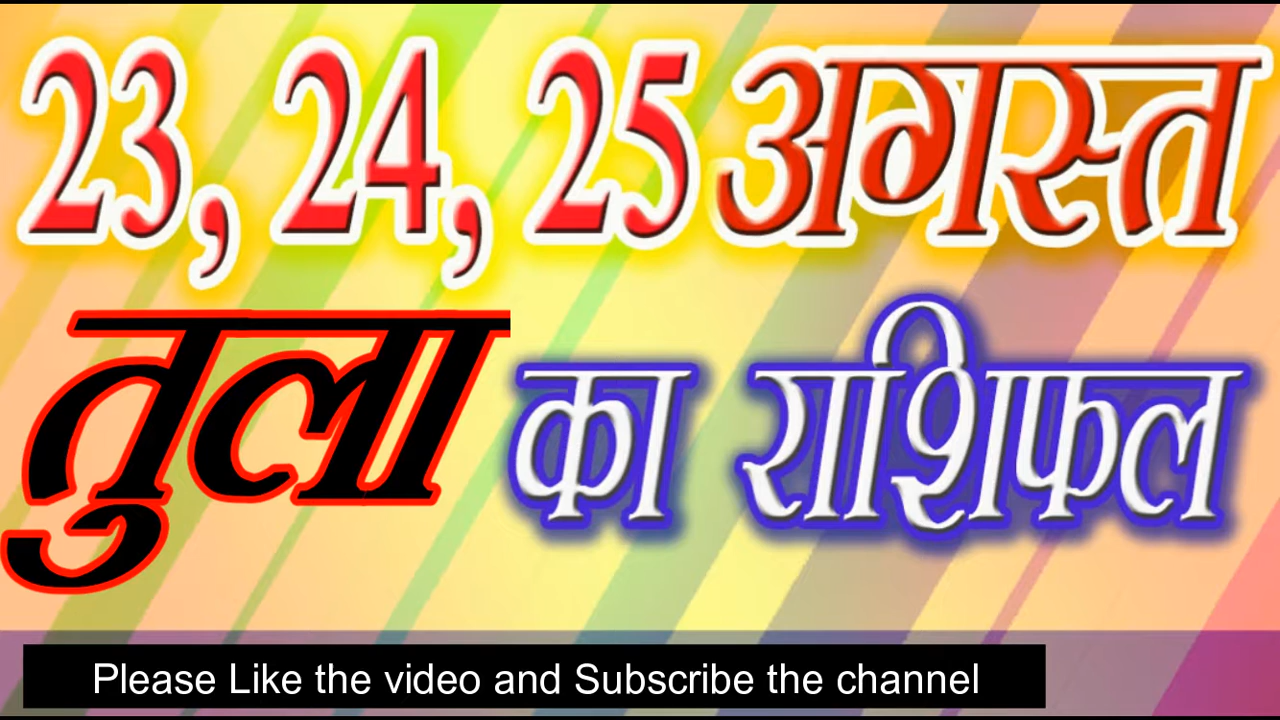 23, 24, 25 अगस्त
तुला का राशिफल
Please Like the video and Subscribe the channel